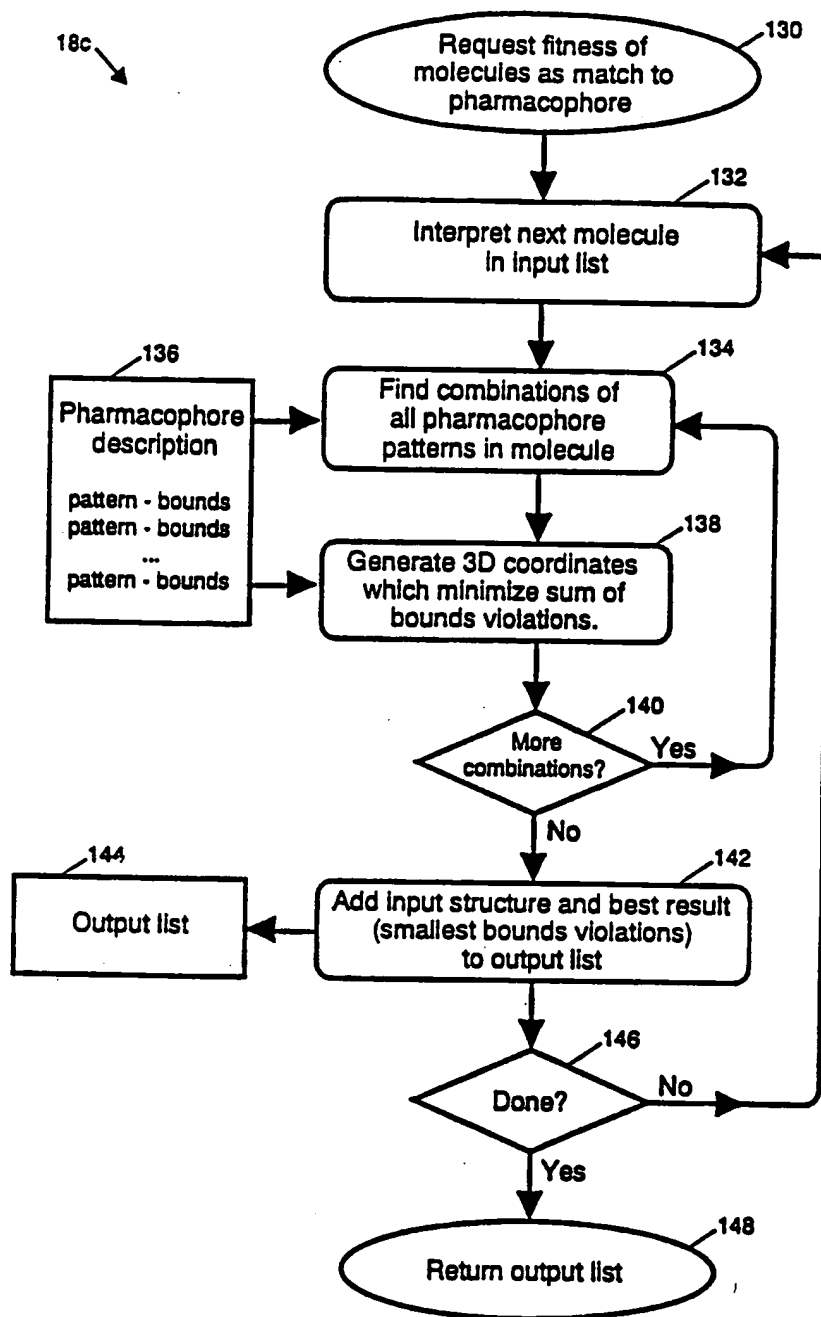 18c
130
Request fitness of
molecules as match to
pharmacophore
132
Interpret next molecule
in input list
136
Pharmacophore
description
pattern - bounds
pattern - bounds
...
pattern - bounds
134
Find combinations of
all pharmacophore
patterns in molecule
138
Generate 3D coordinates
which minimize sum of
bounds violations.
140
More
combinations?
Yes
No
144
Output list
142
Add input structure and best result
(smallest bounds violations)
to output list
146
Done?
No
Yes
148
Return output list